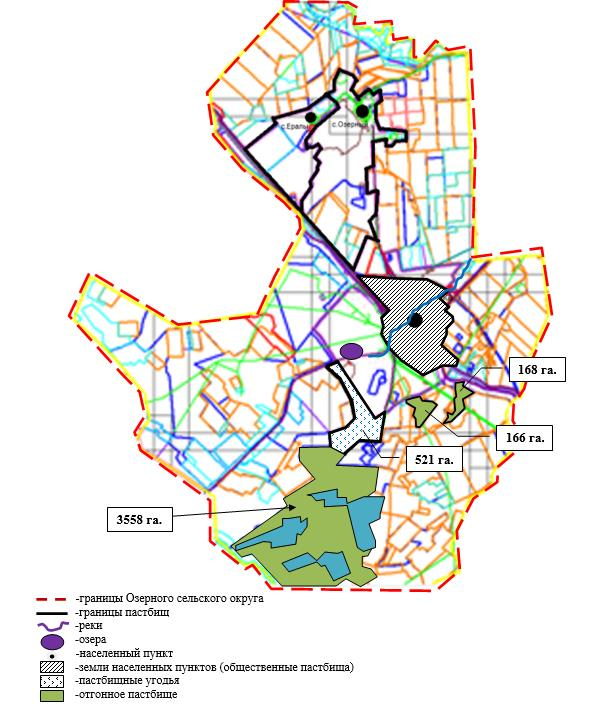 с.Ералы
с.Озерный
168 га.
166 га.
521 га.
3558 га.
-границы Озерного сельского округа
-границы пастбищ
-реки
-озера
-населенный пункт
-земли населенных пунктов (общественные пастбища)
-пастбищные угодья
-отгонное пастбище